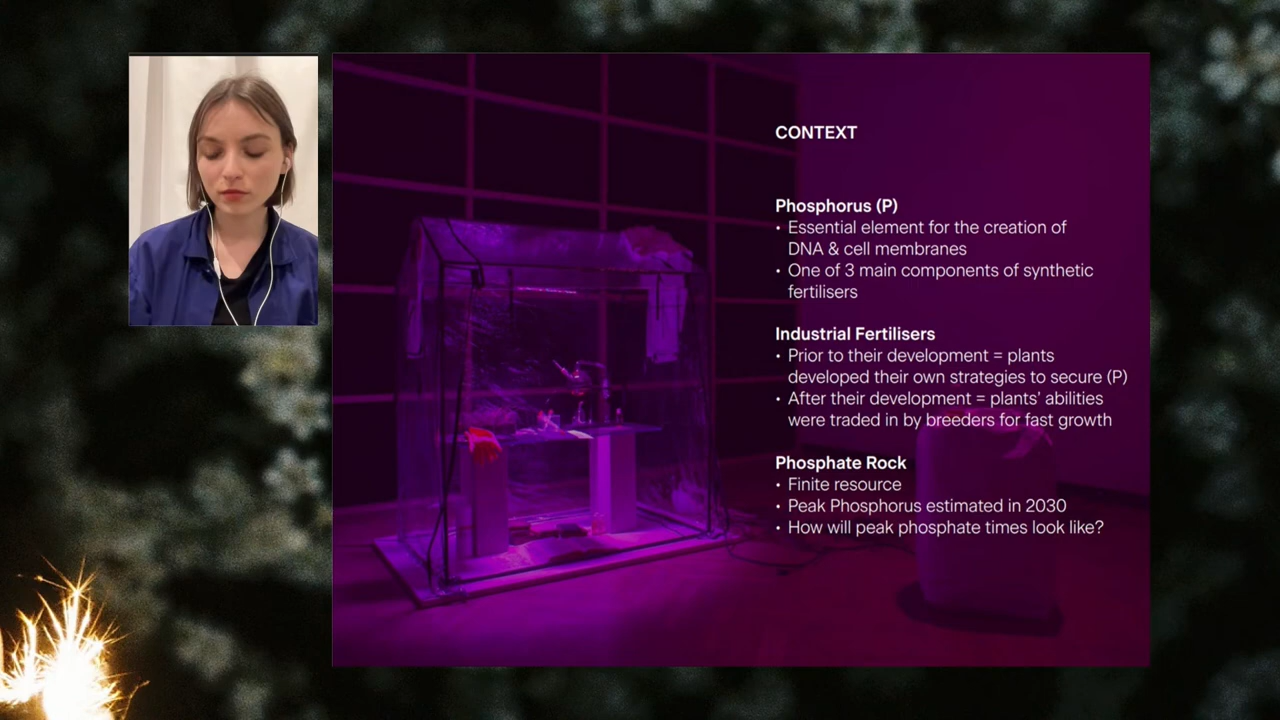 CONTEXT
Phosphorus (P)
• Essential element for the creation of
DNA & cell membranes
• One of 3 main components of synthetic
fertilisers
Industrial Fertilisers
• Prior to their development = plants
developed their own strategies to secure (P)
• After their development = plants' abilities
were traded in by breeders for fast growth
Phosphate Rock
• Finite resource
• Peak Phosphorus estimated in 2030
• How will peak phosphate times look like?